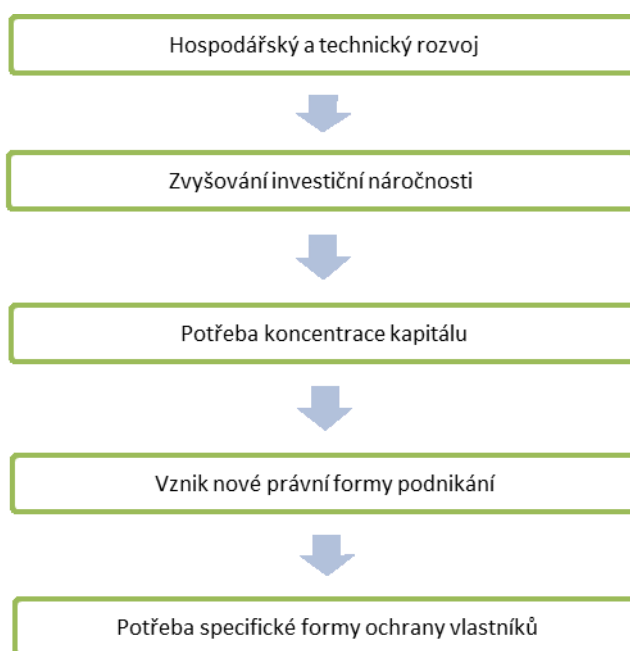 Hospodářský a technický rozvoj
Zvyšování investiční náročnosti
Potřeba koncentrace kapitálu
Vznik nové právní formy podnikání
Potřeba specifické formy ochrany vlastníků